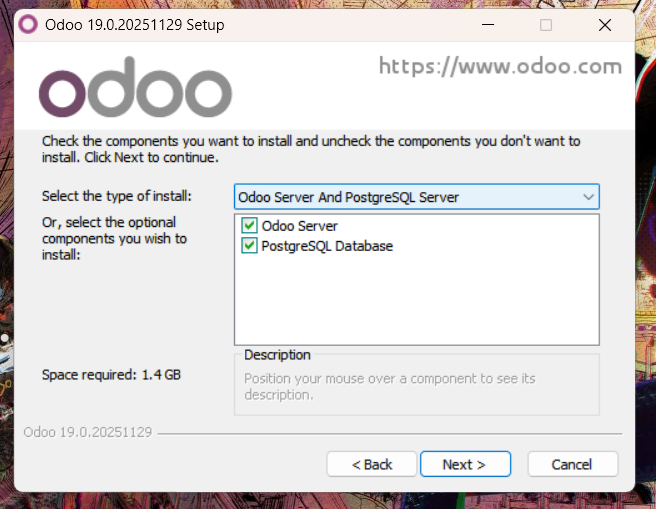 Odoo 19.0.20251129 Setup
odoo
https://www.odoo.com
Check the components you want to install and uncheck the components you don't want to
install. Click Next to continue.
Select the type of install:
Odoo Server And PostgreSQL Server
Or, select the optional
components you wish to
install:
Odoo Server
PostgreSQL Database
Space required: 1.4 GB
Description
Position your mouse over a component to see its
description.
Odoo 19.0.20251129
< Back
Next >
Cancel